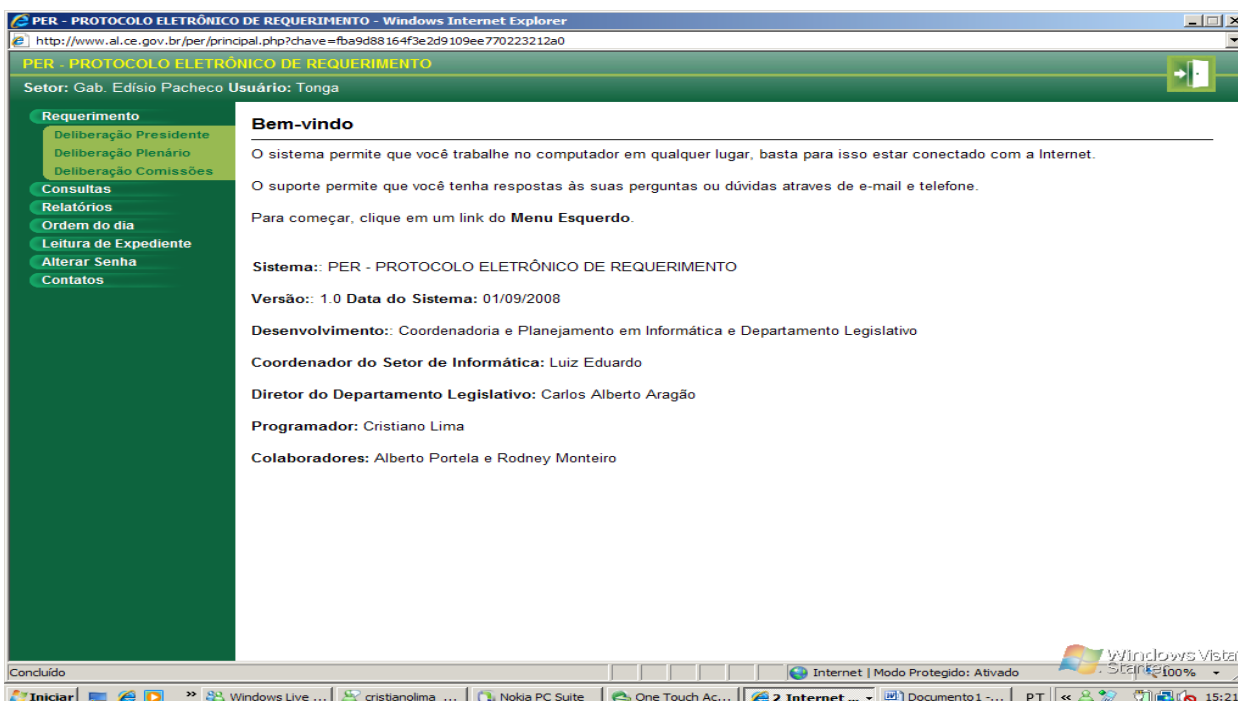 PER - PROTOCOLO ELETRÔNICO DE REQUERIMENTO - Windows Internet Explorer
http://www.al.ce.gov.br/per/principal.php?chave=fba9d88164f3e2d9109ee770223212a0
PER - PROTOCOLO ELETRÔNICO DE REQUERIMENTO
Setor: Gab. Edísio Pacheco Usuário: Tonga
Requerimento
Deliberação Presidente
Deliberação Plenário
Deliberação Comissões
Consultas
Relatórios
Ordem do dia
Leitura de Expediente
Alterar Senha
Contatos
Bem-vindo
O sistema permite que você trabalhe no computador em qualquer lugar, basta para isso estar conectado com a Internet.
O suporte permite que você tenha respostas às suas perguntas ou dúvidas atraves de e-mail e telefone.
Para começar, clique em um link do Menu Esquerdo.
Sistema:: PER - PROTOCOLO ELETRÔNICO DE REQUERIMENTO
Versão:: 1.0 Data do Sistema: 01/09/2008
Desenvolvimento:: Coordenadoria e Planejamento em Informática e Departamento Legislativo
Coordenador do Setor de Informática: Luiz Eduardo
Diretor do Departamento Legislativo: Carlos Alberto Aragão
Programador: Cristiano Lima
Colaboradores: Alberto Portela e Rodney Monteiro
Windows Vista
Concluído Internet | Modo Protegido: Ativado 100%
Iniciar » Windows Live ... cristianolima ... Nokia PC Suite One Touch Ac... 2 Internet ... Documento1 -... PT « 15:21